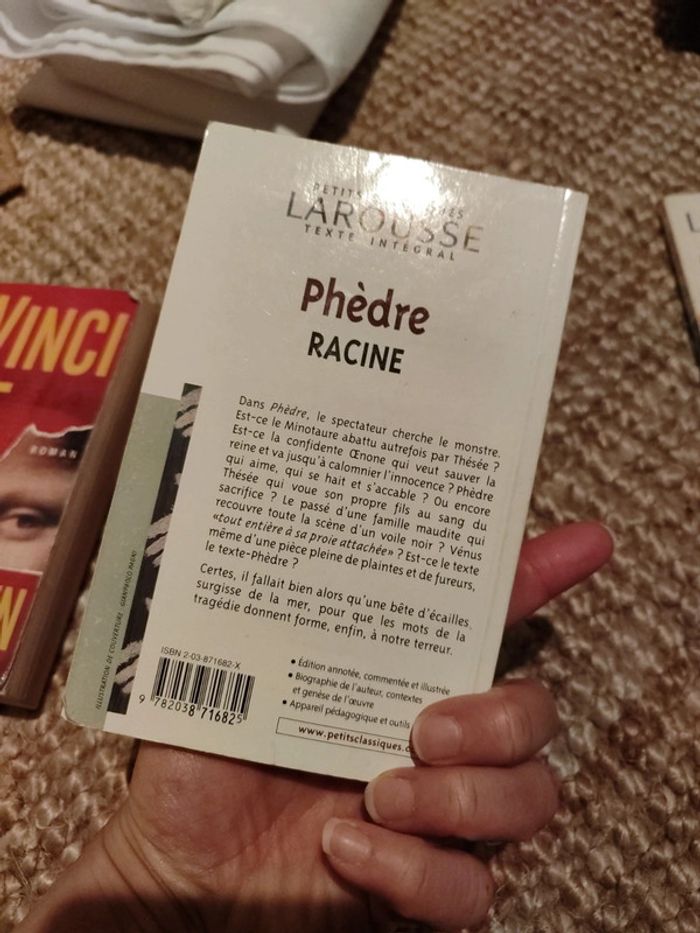 PETITS
LAROUSSE
TEXTE INTÉGRAL
Phèdre
RACINE
Dans Phèdre, le spectateur cherche le monstre.
Est-ce le Minotaure abattu autrefois par Thésée ?
Est-ce la confidente Œnone qui veut sauver la
reine et va jusqu'à calomnier l'innocence ? Phèdre
qui aime, qui se hait et s'accable ? Ou encore
Thésée qui voue son propre fils au sang du
sacrifice ? Le passé d'une famille maudite qui
recouvre toute la scène d'un voile noir ? Vénus
«tout entière à sa proie attachée» ? Est-ce le texte
même d'une pièce pleine de plaintes et de fureurs,
le texte-Phèdre ?
Certes, il fallait bien alors qu'une bête d'écailles,
surgisse de la mer, pour que les mots de la
tragédie donnent forme, enfin, à notre terreur.
ISBN 2-03-871682-X
9 782038 716825
• Édition annotée, commentée et illustrée
• Biographie de l'auteur, contextes
et genèse de l'œuvre
• Appareil pédagogique et outils
www.petitsclassiques.
ILLUSTRATION DE COUVERTURE : GIANPAOLO PAGNI
VINCI
ROMAN
N
L